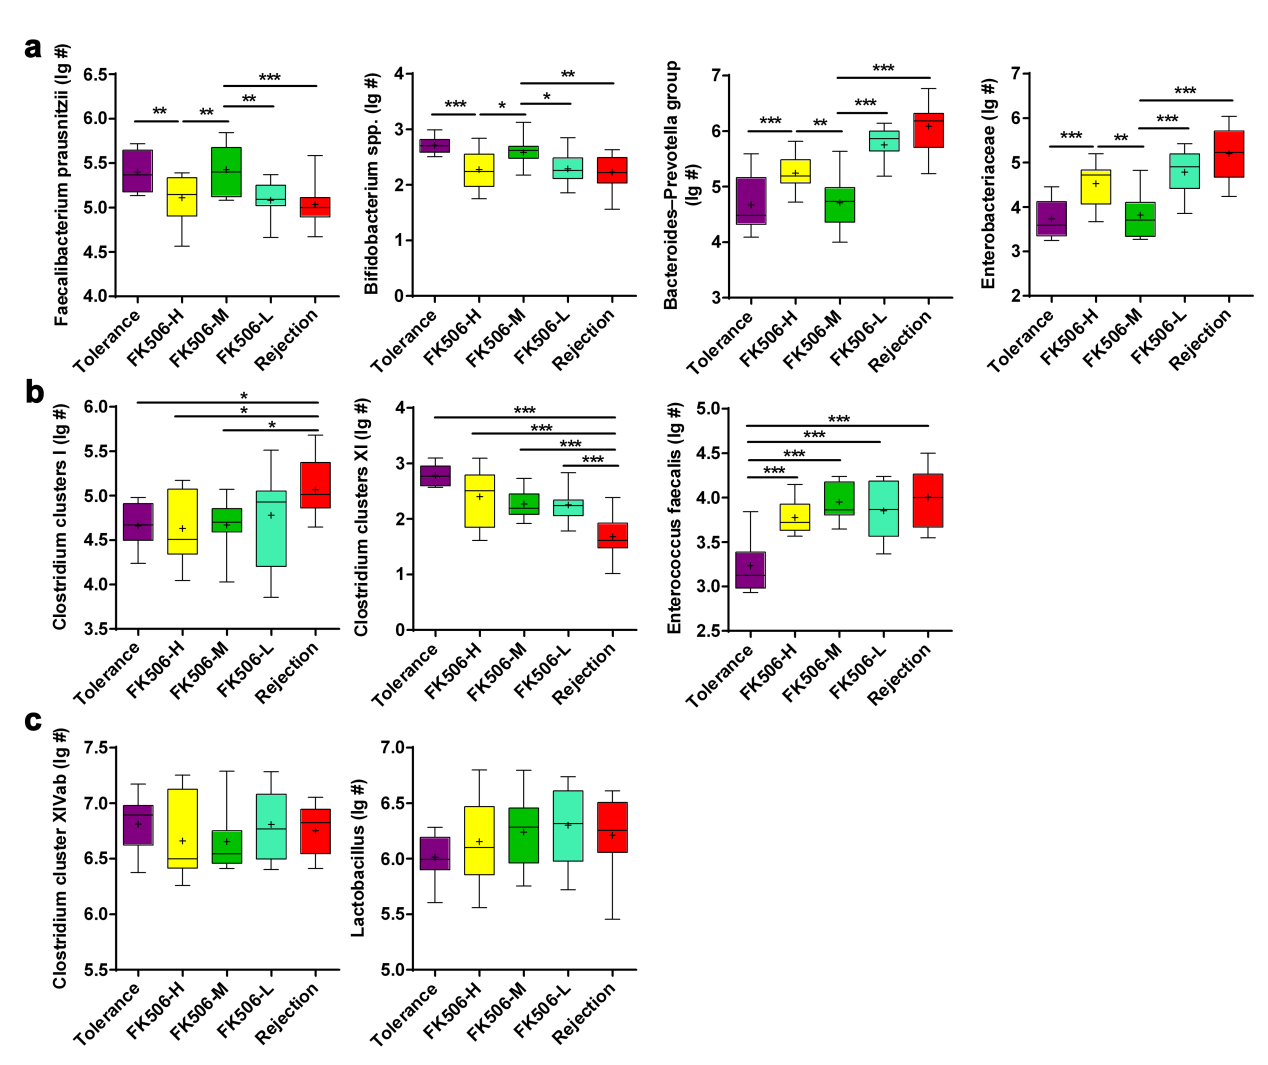 a
Faecalibacterium prausnitzii (lg #)
6.5
6.0
5.5
5.0
4.5
4.0
** ** ** ***
Tolerance FK506-H FK506-M FK506-L Rejection
Bifidobacterium spp. (lg #)
4
3
2
1
0
*** * * **
Tolerance FK506-H FK506-M FK506-L Rejection
Bacteroides–Prevotella group
(lg #)
7
6
5
4
3
*** ** *** ***
Tolerance FK506-H FK506-M FK506-L Rejection
Enterobacteriaceae (lg #)
7
6
5
4
3
2
*** ** *** ***
Tolerance FK506-H FK506-M FK506-L Rejection
b
Clostridium clusters I (lg #)
6.0
5.5
5.0
4.5
4.0
3.5
*
*
*
Tolerance FK506-H FK506-M FK506-L Rejection
Clostridium clusters XI (lg #)
4
3
2
1
0
***
***
***
***
Tolerance FK506-H FK506-M FK506-L Rejection
Enterococcus faecalis (lg #)
5.0
4.5
4.0
3.5
3.0
2.5
***
***
***
***
Tolerance FK506-H FK506-M FK506-L Rejection
c
Clostridium cluster XIVab (lg #)
7.5
7.0
6.5
6.0
5.5
Tolerance FK506-H FK506-M FK506-L Rejection
Lactobacillus (lg #)
7.0
6.5
6.0
5.5
5.0
Tolerance FK506-H FK506-M FK506-L Rejection